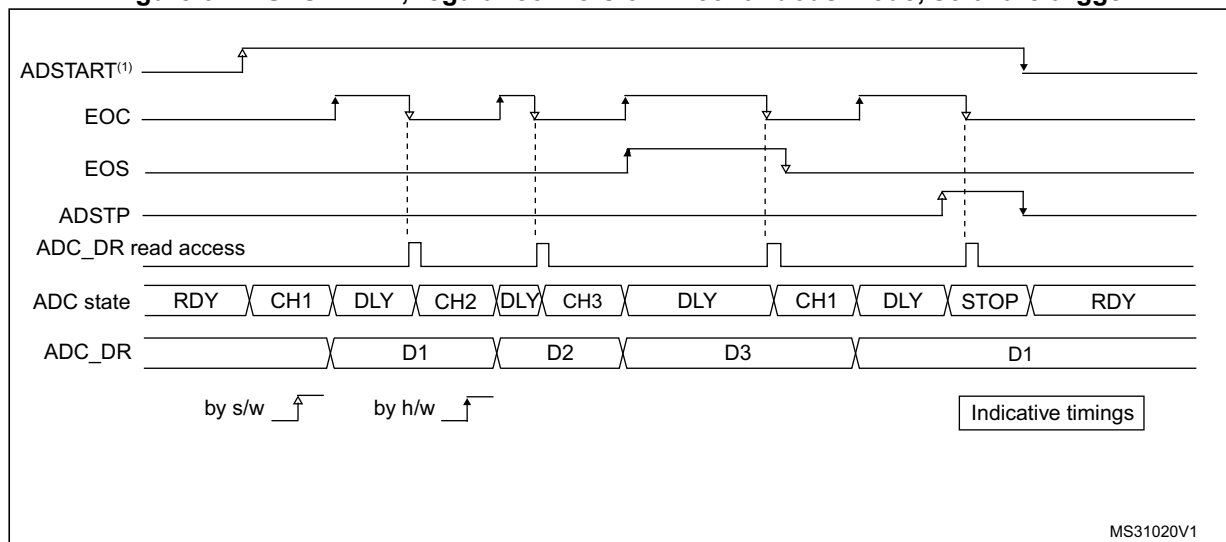 ADSTART(1)
EOC
EOS
ADSTP
ADC_DR read access
ADC state RDY CH1 DLY CH2 DLY CH3 DLY CH1 DLY STOP RDY
ADC_DR D1 D2 D3 D1
by s/w by h/w Indicative timings
MS31020V1